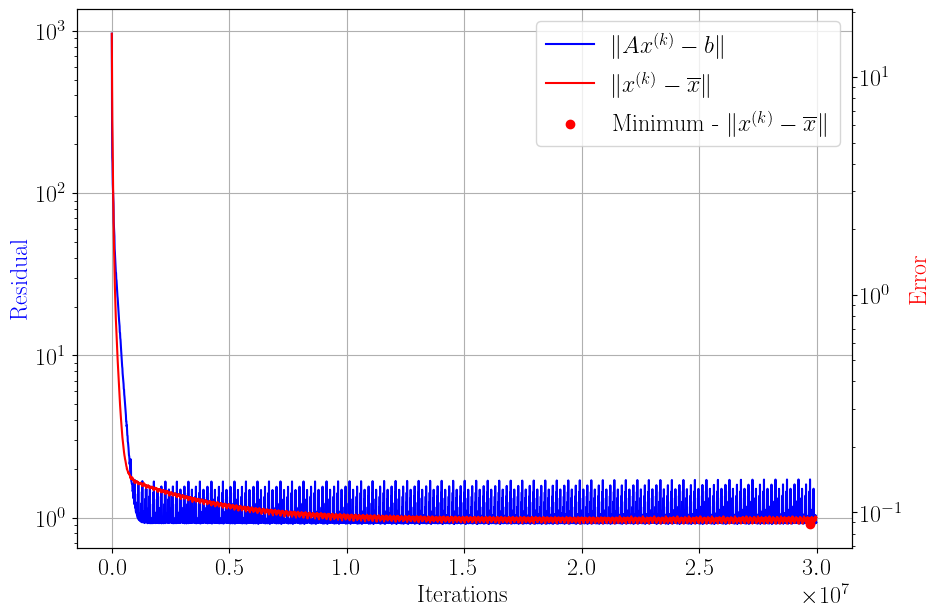 ‖Ax^(k) − b‖
‖x^(k) − x̅‖
Minimum - ‖x^(k) − x̅‖
Residual
10^3
10^2
10^1
10^0
Error
10^1
10^0
10^−1
0.0 0.5 1.0 1.5 2.0 2.5 3.0
Iterations
×10^7